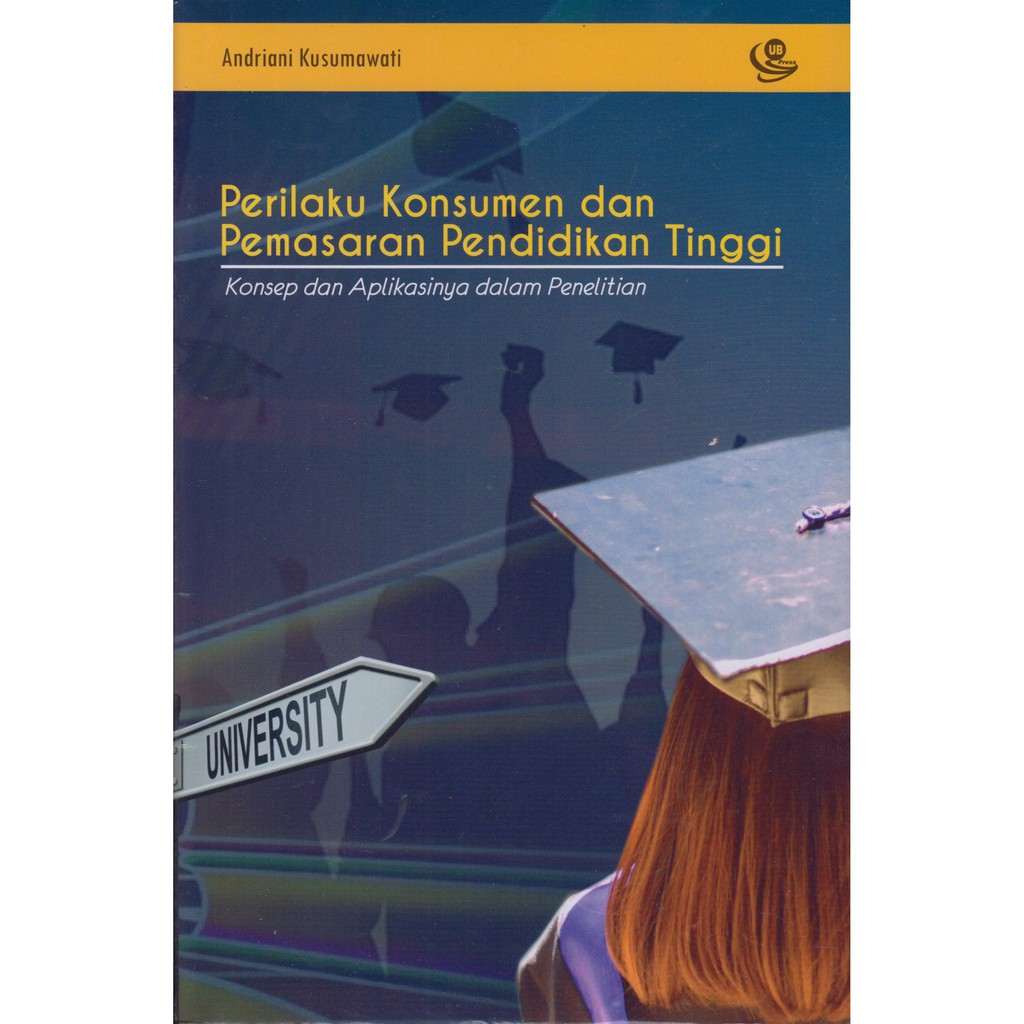 Andriani Kusumawati
UB
Press
Perilaku Konsumen dan
Pemasaran Pendidikan Tinggi
Konsep dan Aplikasinya dalam Penelitian
UNIVERSITY